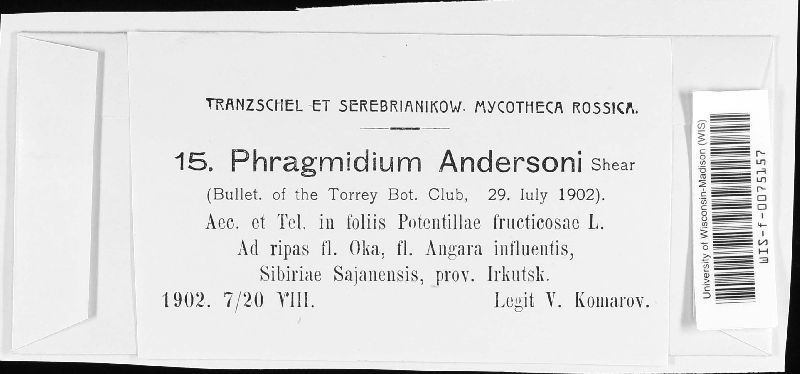 TRANZSCHEL ET SEREBRIANIKOW. MYCOTHECA ROSSICA.
15. Phragmidium Andersoni Shear
(Bullet. of the Torrey Bot. Club, 29. Iuly 1902).
Aec. et Tel. in foliis Potentillae fructicosae L.
Ad ripas fl. Oka, fl. Angara influentis,
Sibiriae Sajanensis, prov. Irkutsk.
1902. 7/20 VIII. Legit V. Komarov.
University of Wisconsin-Madison (WIS)
WIS-f-0075157